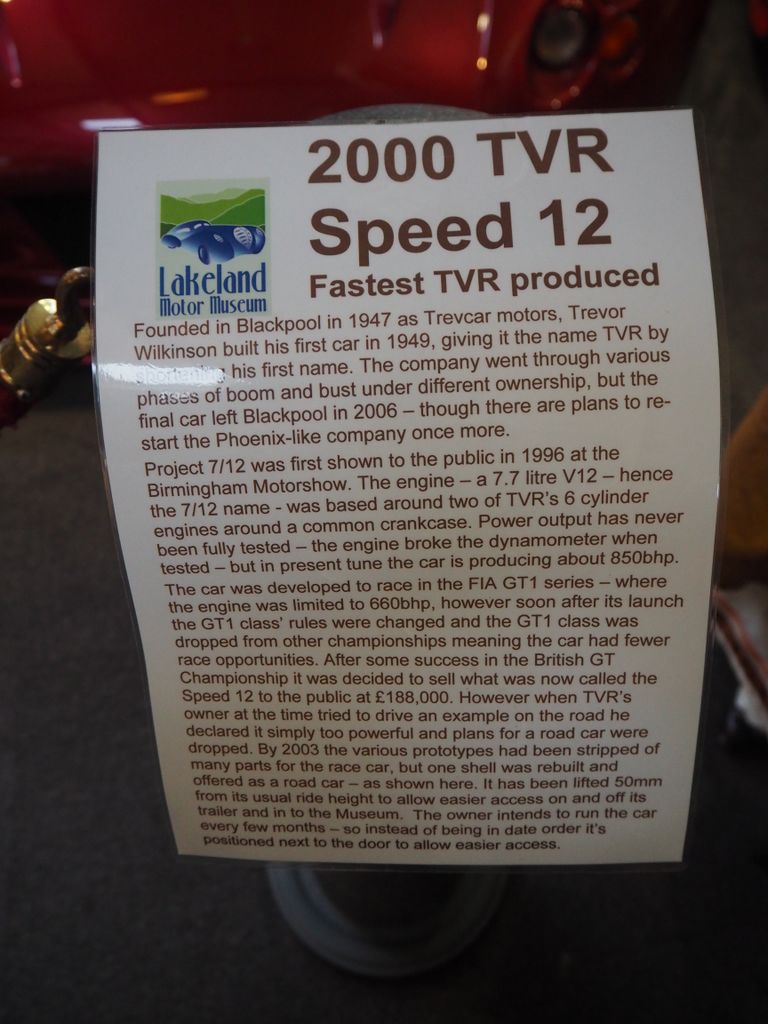 2000 TVR
Speed 12
Fastest TVR produced
Lakeland
Motor Museum
Founded in Blackpool in 1947 as Trevcar motors, Trevor
Wilkinson built his first car in 1949, giving it the name TVR by
shortening his first name. The company went through various
phases of boom and bust under different ownership, but the
final car left Blackpool in 2006 – though there are plans to re-
start the Phoenix-like company once more.
Project 7/12 was first shown to the public in 1996 at the
Birmingham Motorshow. The engine – a 7.7 litre V12 – hence
the 7/12 name - was based around two of TVR's 6 cylinder
engines around a common crankcase. Power output has never
been fully tested – the engine broke the dynamometer when
tested – but in present tune the car is producing about 850bhp.
The car was developed to race in the FIA GT1 series – where
the engine was limited to 660bhp, however soon after its launch
the GT1 class' rules were changed and the GT1 class was
dropped from other championships meaning the car had fewer
race opportunities. After some success in the British GT
Championship it was decided to sell what was now called the
Speed 12 to the public at £188,000. However when TVR's
owner at the time tried to drive an example on the road he
declared it simply too powerful and plans for a road car were
dropped. By 2003 the various prototypes had been stripped of
many parts for the race car, but one shell was rebuilt and
offered as a road car – as shown here. It has been lifted 50mm
from its usual ride height to allow easier access on and off its
trailer and in to the Museum. The owner intends to run the car
every few months – so instead of being in date order it's
positioned next to the door to allow easier access.